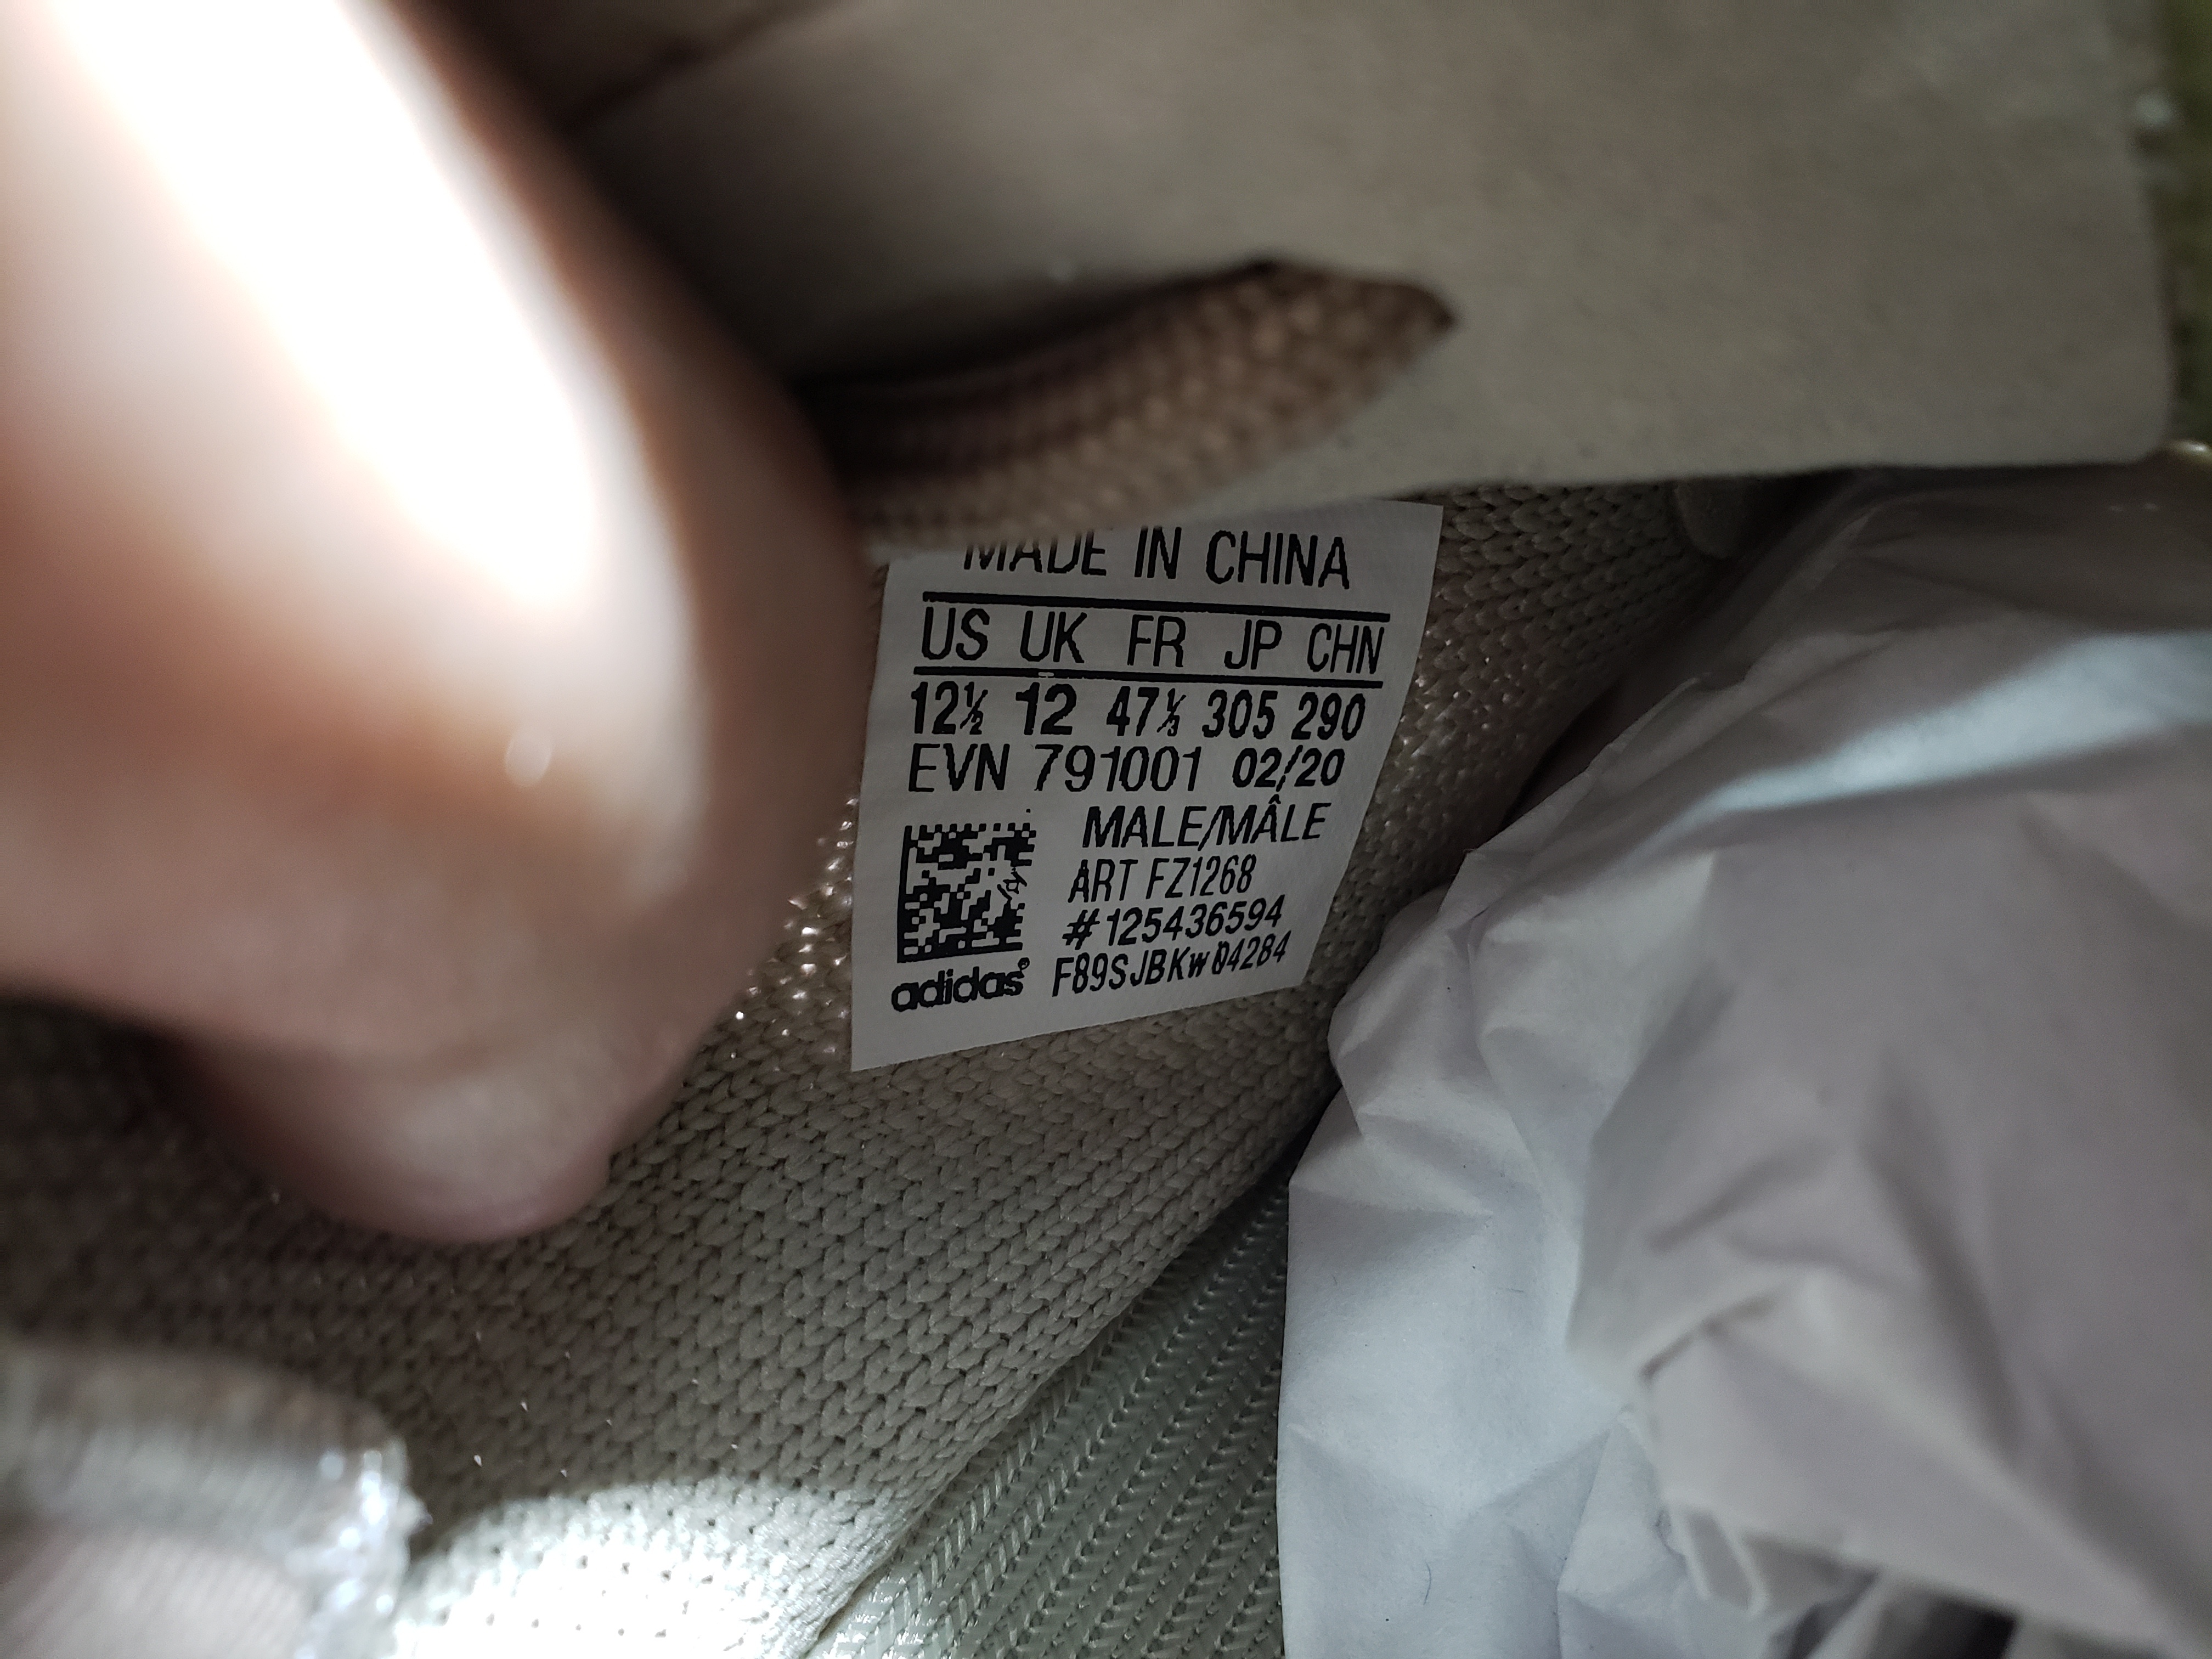 MADE IN CHINA
US UK FR JP CHN
12½ 12 47⅓ 305 290
EVN 791001 02/20
MALE/MÂLE
ART FZ1268
#125436594
adidas® F89SJBKW04284